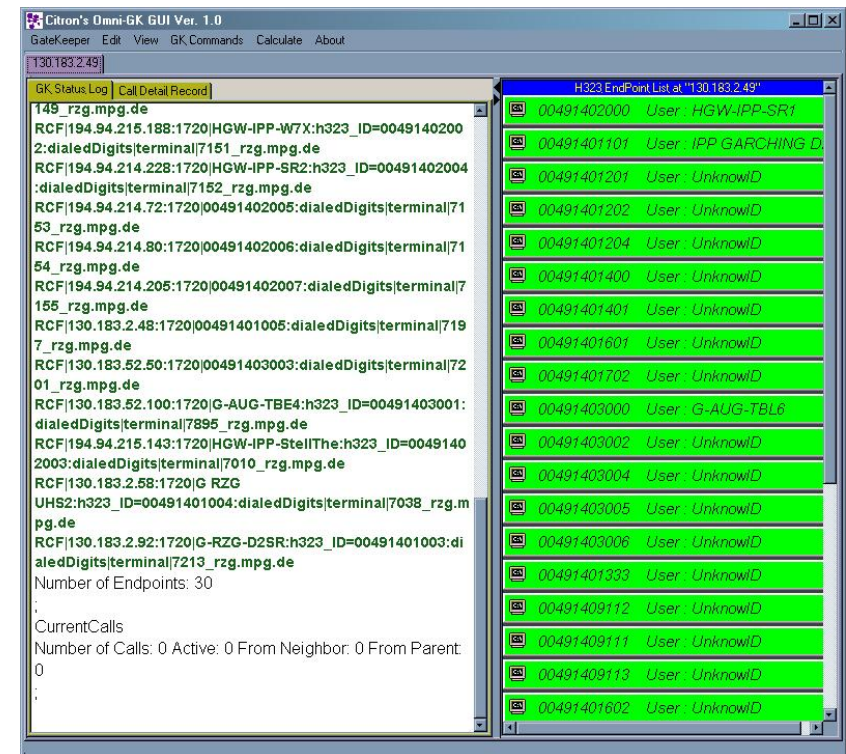 Citron's Omni-GK GUI Ver. 1.0
GateKeeper Edit View GK Commands Calculate About
130.183.2.49
GK Status Log Call Detail Record
149_rzg.mpg.de
RCF|194.94.215.188:1720|HGW-IPP-W7X:h323_ID=0049140200
2:dialedDigits|terminal|7151_rzg.mpg.de
RCF|194.94.214.228:1720|HGW-IPP-SR2:h323_ID=00491402004
:dialedDigits|terminal|7152_rzg.mpg.de
RCF|194.94.214.72:1720|00491402005:dialedDigits|terminal|71
53_rzg.mpg.de
RCF|194.94.214.80:1720|00491402006:dialedDigits|terminal|71
54_rzg.mpg.de
RCF|194.94.214.205:1720|00491402007:dialedDigits|terminal|7
155_rzg.mpg.de
RCF|130.183.2.48:1720|00491401005:dialedDigits|terminal|719
7_rzg.mpg.de
RCF|130.183.52.50:1720|00491403003:dialedDigits|terminal|72
01_rzg.mpg.de
RCF|130.183.52.100:1720|G-AUG-TBE4:h323_ID=00491403001:
dialedDigits|terminal|7895_rzg.mpg.de
RCF|194.94.215.143:1720|HGW-IPP-StellThe:h323_ID=0049140
2003:dialedDigits|terminal|7010_rzg.mpg.de
RCF|130.183.2.58:1720|G RZG
UHS2:h323_ID=00491401004:dialedDigits|terminal|7038_rzg.m
pg.de
RCF|130.183.2.92:1720|G-RZG-D2SR:h323_ID=00491401003:di
aledDigits|terminal|7213_rzg.mpg.de
Number of Endpoints: 30
;
CurrentCalls
Number of Calls: 0 Active: 0 From Neighbor: 0 From Parent:
0
;
H323 EndPoint List at "130.183.2.49"
00491402000 User : HGW-IPP-SR1
00491401101 User : IPP GARCHING D.
00491401201 User : UnknowID
00491401202 User : UnknowID
00491401204 User : UnknowID
00491401400 User : UnknowID
00491401401 User : UnknowID
00491401601 User : UnknowID
00491401702 User : UnknowID
00491403000 User : G-AUG-TBL6
00491403002 User : UnknowID
00491403004 User : UnknowID
00491403005 User : UnknowID
00491403006 User : UnknowID
00491401333 User : UnknowID
00491409112 User : UnknowID
00491409111 User : UnknowID
00491409113 User : UnknowID
00491401602 User : UnknowID